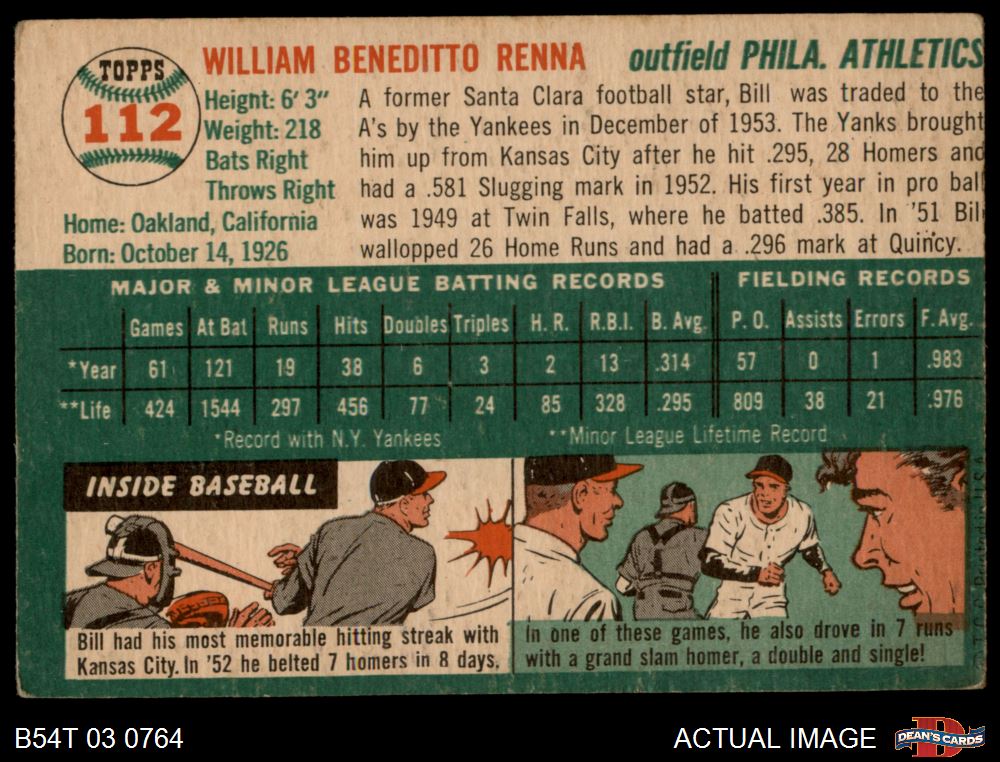 TOPPS
112
WILLIAM BENEDITTO RENNA
outfield PHILA. ATHLETICS
Height: 6' 3"
Weight: 218
Bats Right
Throws Right
Home: Oakland, California
Born: October 14, 1926
A former Santa Clara football star, Bill was traded to the
A's by the Yankees in December of 1953. The Yanks brought
him up from Kansas City after he hit .295, 28 Homers and
had a .581 Slugging mark in 1952. His first year in pro ball
was 1949 at Twin Falls, where he batted .385. In '51 Bill
walloped 26 Home Runs and had a .296 mark at Quincy.
MAJOR & MINOR LEAGUE BATTING RECORDS FIELDING RECORDS
Games At Bat Runs Hits Doubles Triples H. R. R.B.I. B. Avg. P. O. Assists Errors F. Avg.
*Year 61 121 19 38 6 3 2 13 .314 57 0 1 .983
**Life 424 1544 297 456 77 24 85 328 .295 809 38 21 .976
*Record with N.Y. Yankees **Minor League Lifetime Record
INSIDE BASEBALL
Bill had his most memorable hitting streak with
Kansas City. In '52 he belted 7 homers in 8 days.
In one of these games, he also drove in 7 runs
with a grand slam homer, a double and single!
T.C.G. Printed in U.S.A.
B54T 03 0764
ACTUAL IMAGE
DEAN'S CARDS